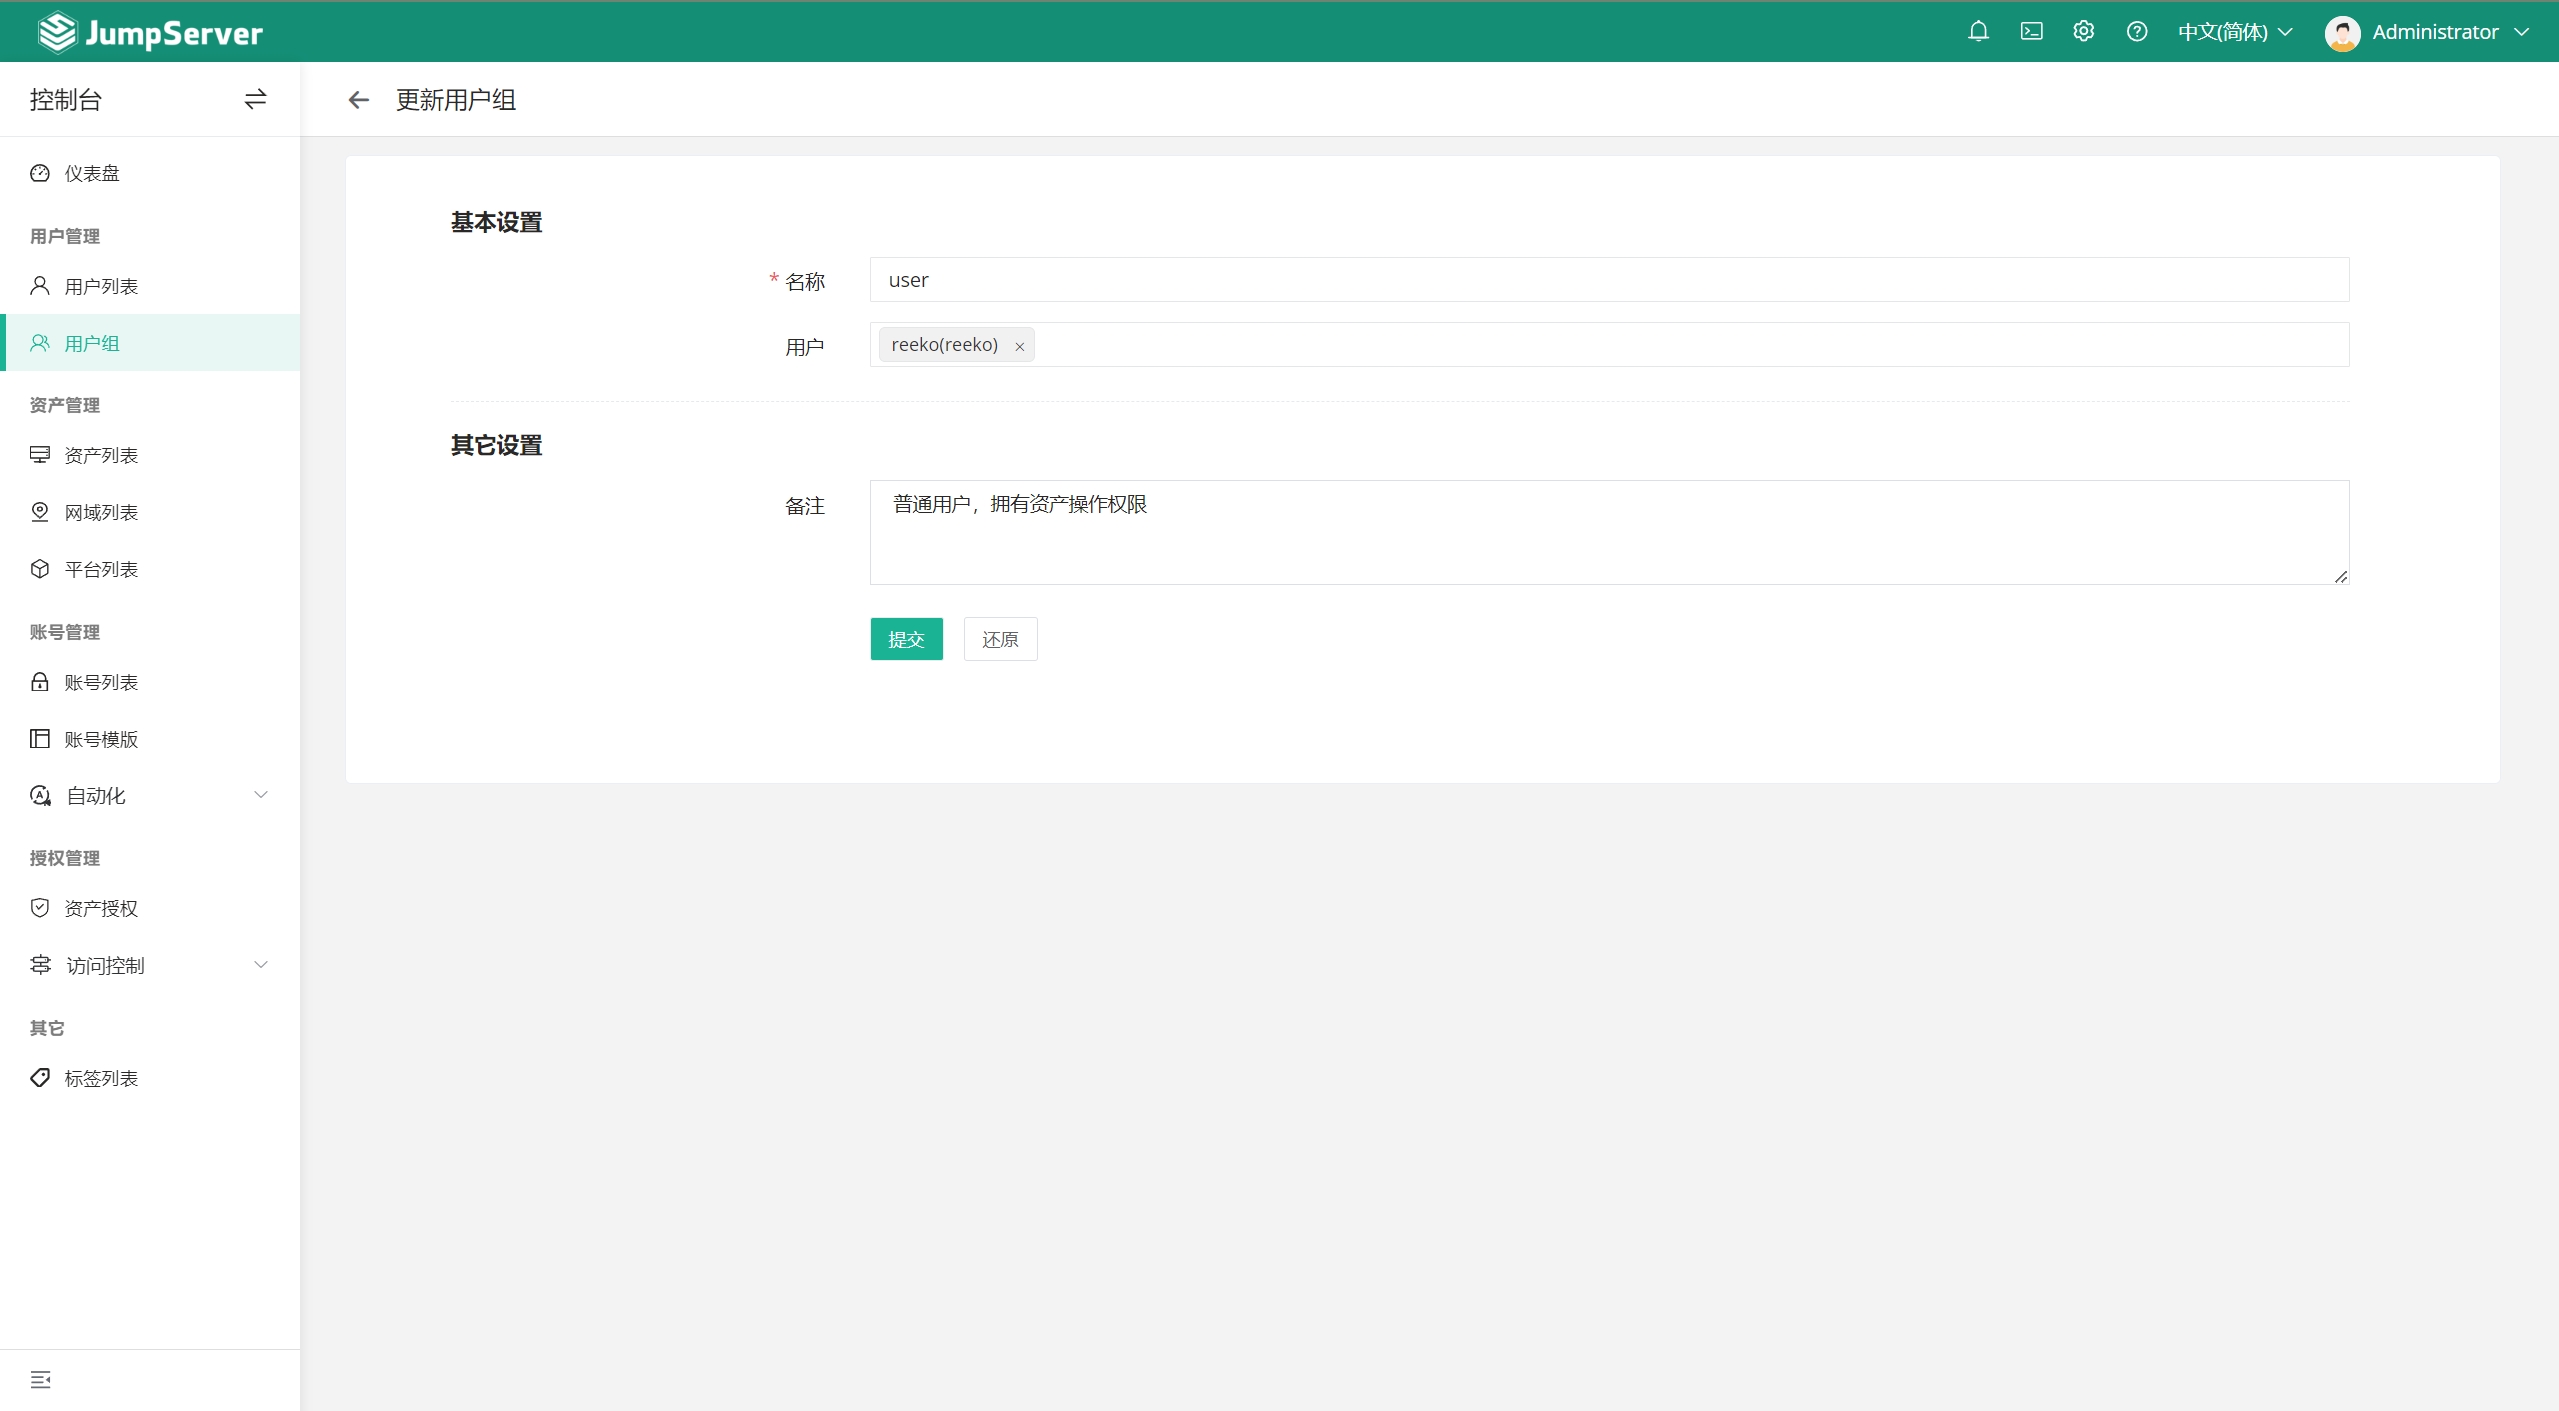 JumpServer
中文(简体)
Administrator
控制台
更新用户组
仪表盘
用户管理
用户列表
用户组
资产管理
资产列表
网域列表
平台列表
账号管理
账号列表
账号模版
自动化
授权管理
资产授权
访问控制
其它
标签列表
基本设置
* 名称
user
用户
reeko(reeko) ×
其它设置
备注
普通用户，拥有资产操作权限
提交
还原